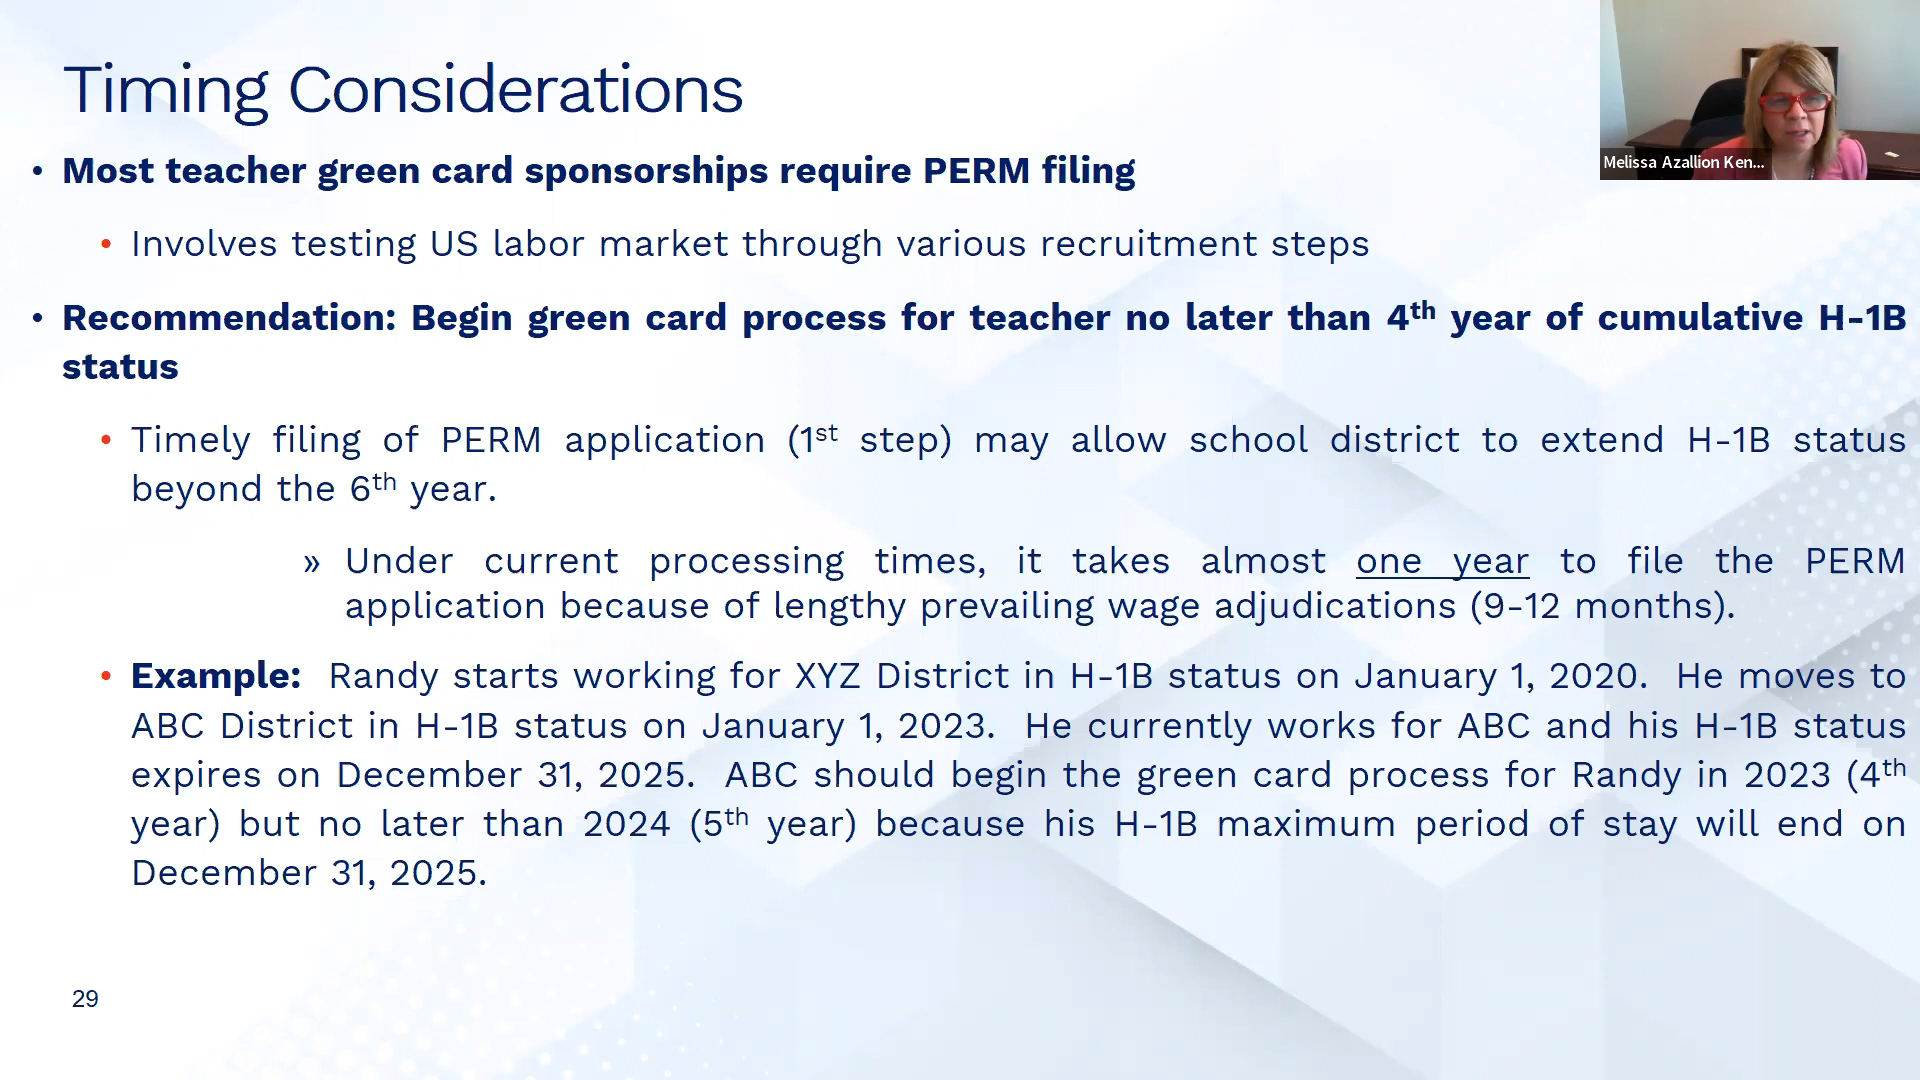 Timing Considerations
Melissa Azallion Ken...
• Most teacher green card sponsorships require PERM filing
• Involves testing US labor market through various recruitment steps
• Recommendation: Begin green card process for teacher no later than 4th year of cumulative H-1B
status
• Timely filing of PERM application (1st step) may allow school district to extend H-1B status
beyond the 6th year.
» Under current processing times, it takes almost one year to file the PERM
application because of lengthy prevailing wage adjudications (9-12 months).
• Example: Randy starts working for XYZ District in H-1B status on January 1, 2020. He moves to
ABC District in H-1B status on January 1, 2023. He currently works for ABC and his H-1B status
expires on December 31, 2025. ABC should begin the green card process for Randy in 2023 (4th
year) but no later than 2024 (5th year) because his H-1B maximum period of stay will end on
December 31, 2025.
29